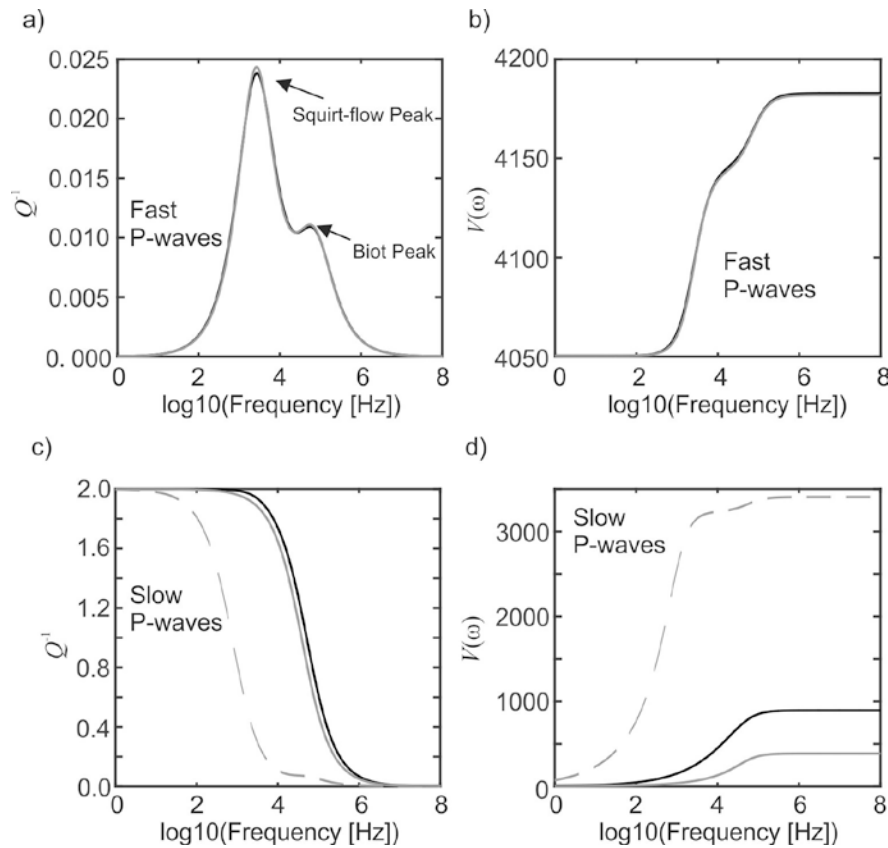 a)
0.025
0.020
0.015
0.010
0.005
0.000
Q⁻¹
Squirt-flow Peak
Fast
P-waves
Biot Peak
0 2 4 6 8
log10(Frequency [Hz])
b)
4200
4150
4100
4050
V(ω)
Fast
P-waves
0 2 4 6 8
log10(Frequency [Hz])
c)
2.0
1.6
1.2
0.8
0.4
0.0
Q⁻¹
Slow
P-waves
0 2 4 6 8
log10(Frequency [Hz])
d)
3000
2000
1000
0
V(ω)
Slow
P-waves
0 2 4 6 8
log10(Frequency [Hz])